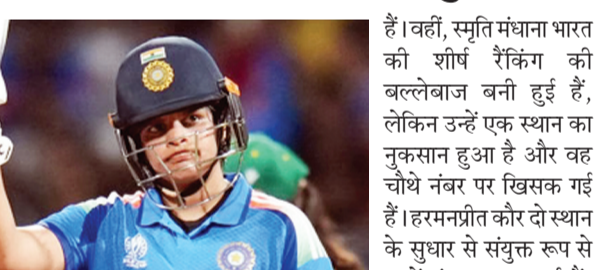 हैं। वहीं, स्मृति मंधाना भारत
की शीर्ष रैंकिंग की
बल्लेबाज बनी हुई हैं,
लेकिन उन्हें एक स्थान का
नुकसान हुआ है और वह
चौथे नंबर पर खिसक गई
हैं। हरमनप्रीत कौर दो स्थान
के सुधार से संयुक्त रूप से